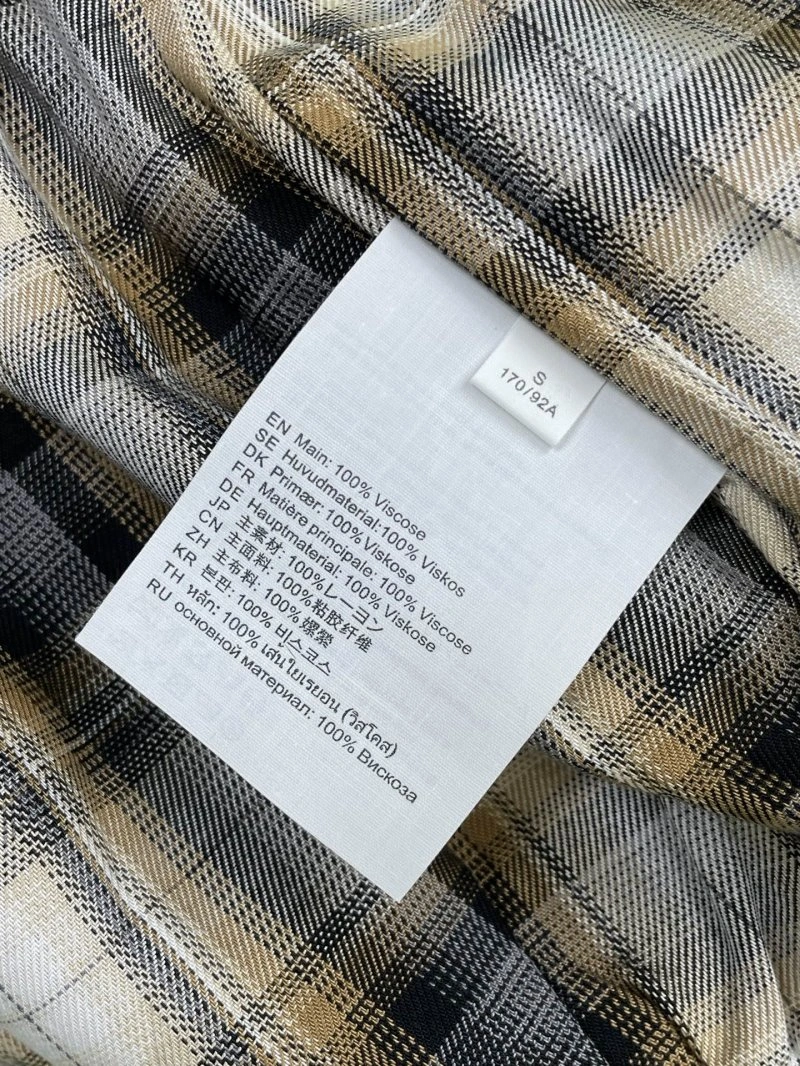 S
170/92A
EN Main: 100% Viscose
SE Huvudmaterial:100% Viskos
DK Primær: 100% Viskose
FR Matière principale: 100% Viscose
DE Hauptmaterial: 100% Viskose
JP 主素材: 100%レーヨン
CN 主面料: 100%粘胶纤维
ZH 主布料: 100% 嫘縈
KR 본판: 100% 비스코스
TH หลัก: 100% เส้นใยเรยอน (วิสโคส)
RU основной материал: 100% Вискоза